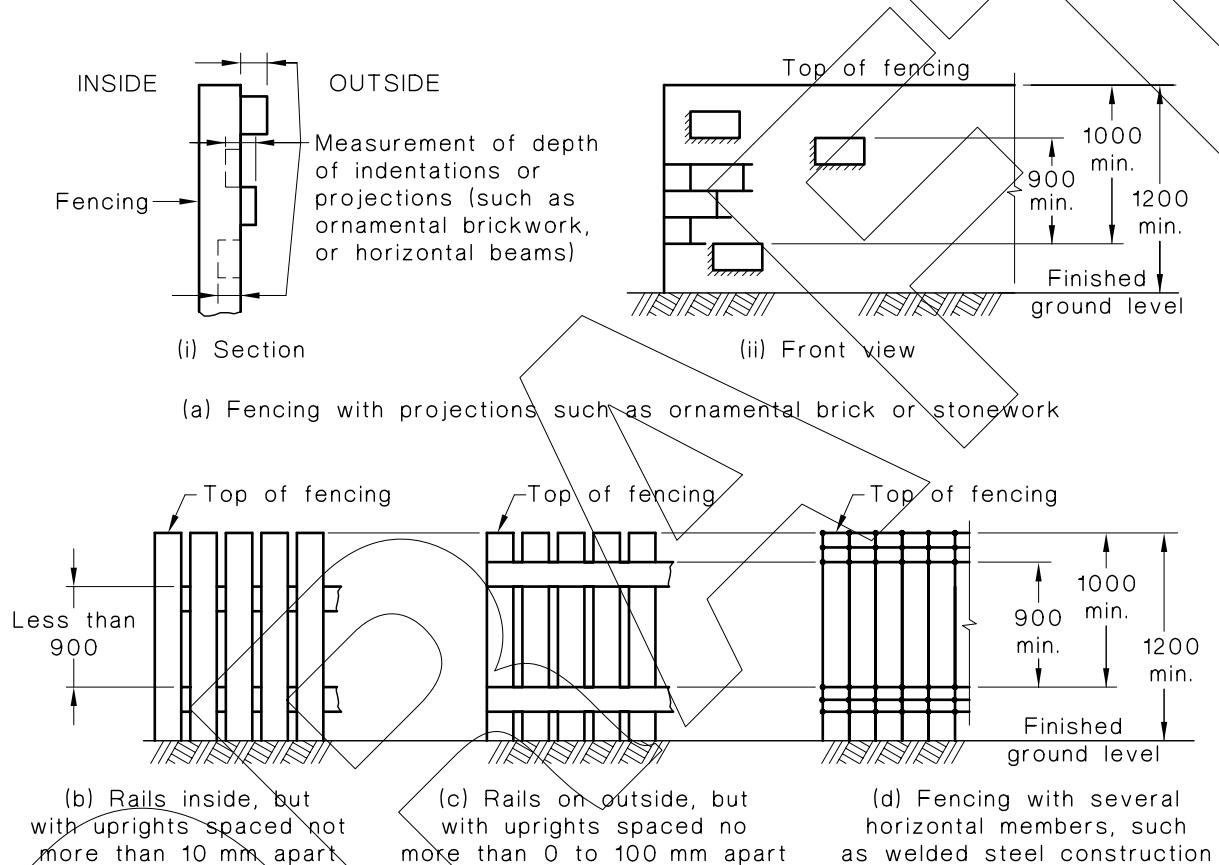 INSIDE
OUTSIDE
Measurement of depth
of indentations or
projections (such as
ornamental brickwork,
or horizontal beams)
Fencing
(i) Section
Top of fencing
1000
min.
900
min.
1200
min.
Finished
ground level
(ii) Front view
(a) Fencing with projections such as ornamental brick or stonework
Top of fencing
Less than
900
(b) Rails inside, but
with uprights spaced not
more than 10 mm apart
Top of fencing
(c) Rails on outside, but
with uprights spaced no
more than 0 to 100 mm apart
Top of fencing
1000
min.
900
min.
1200
min.
Finished
ground level
(d) Fencing with several
horizontal members, such
as welded steel construction